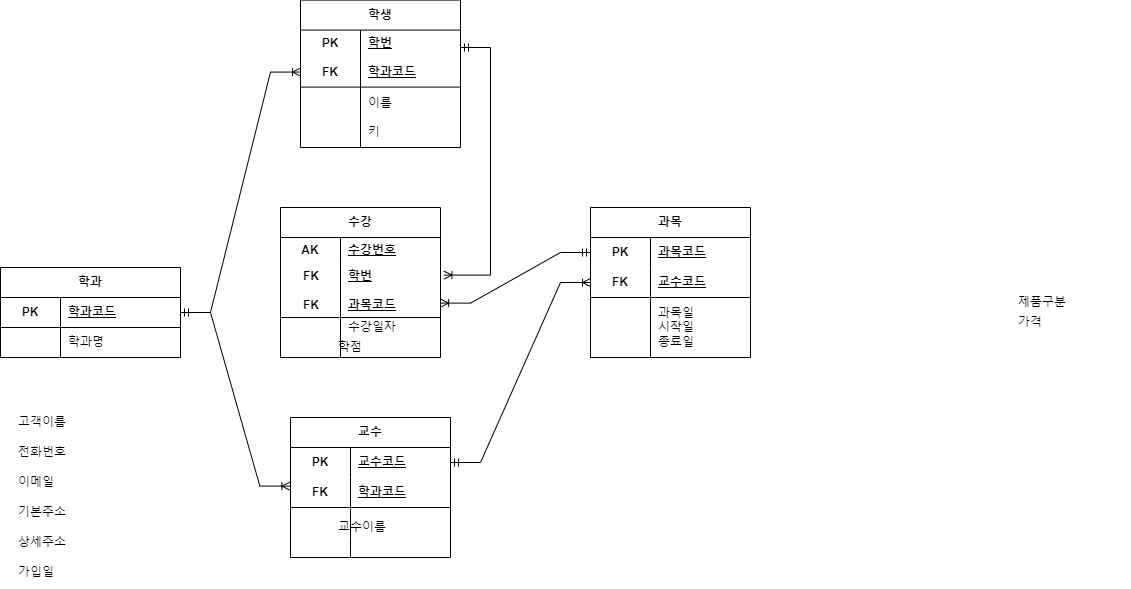 학생
PK 학번
FK 학과코드
이름
키
수강
AK 수강번호
FK 학번
FK 과목코드
수강일자
학점
과목
PK 과목코드
FK 교수코드
과목일
시작일
종료일
학과
PK 학과코드
학과명
교수
PK 교수코드
FK 학과코드
교수이름
제품구분
가격
고객이름
전화번호
이메일
기본주소
상세주소
가입일